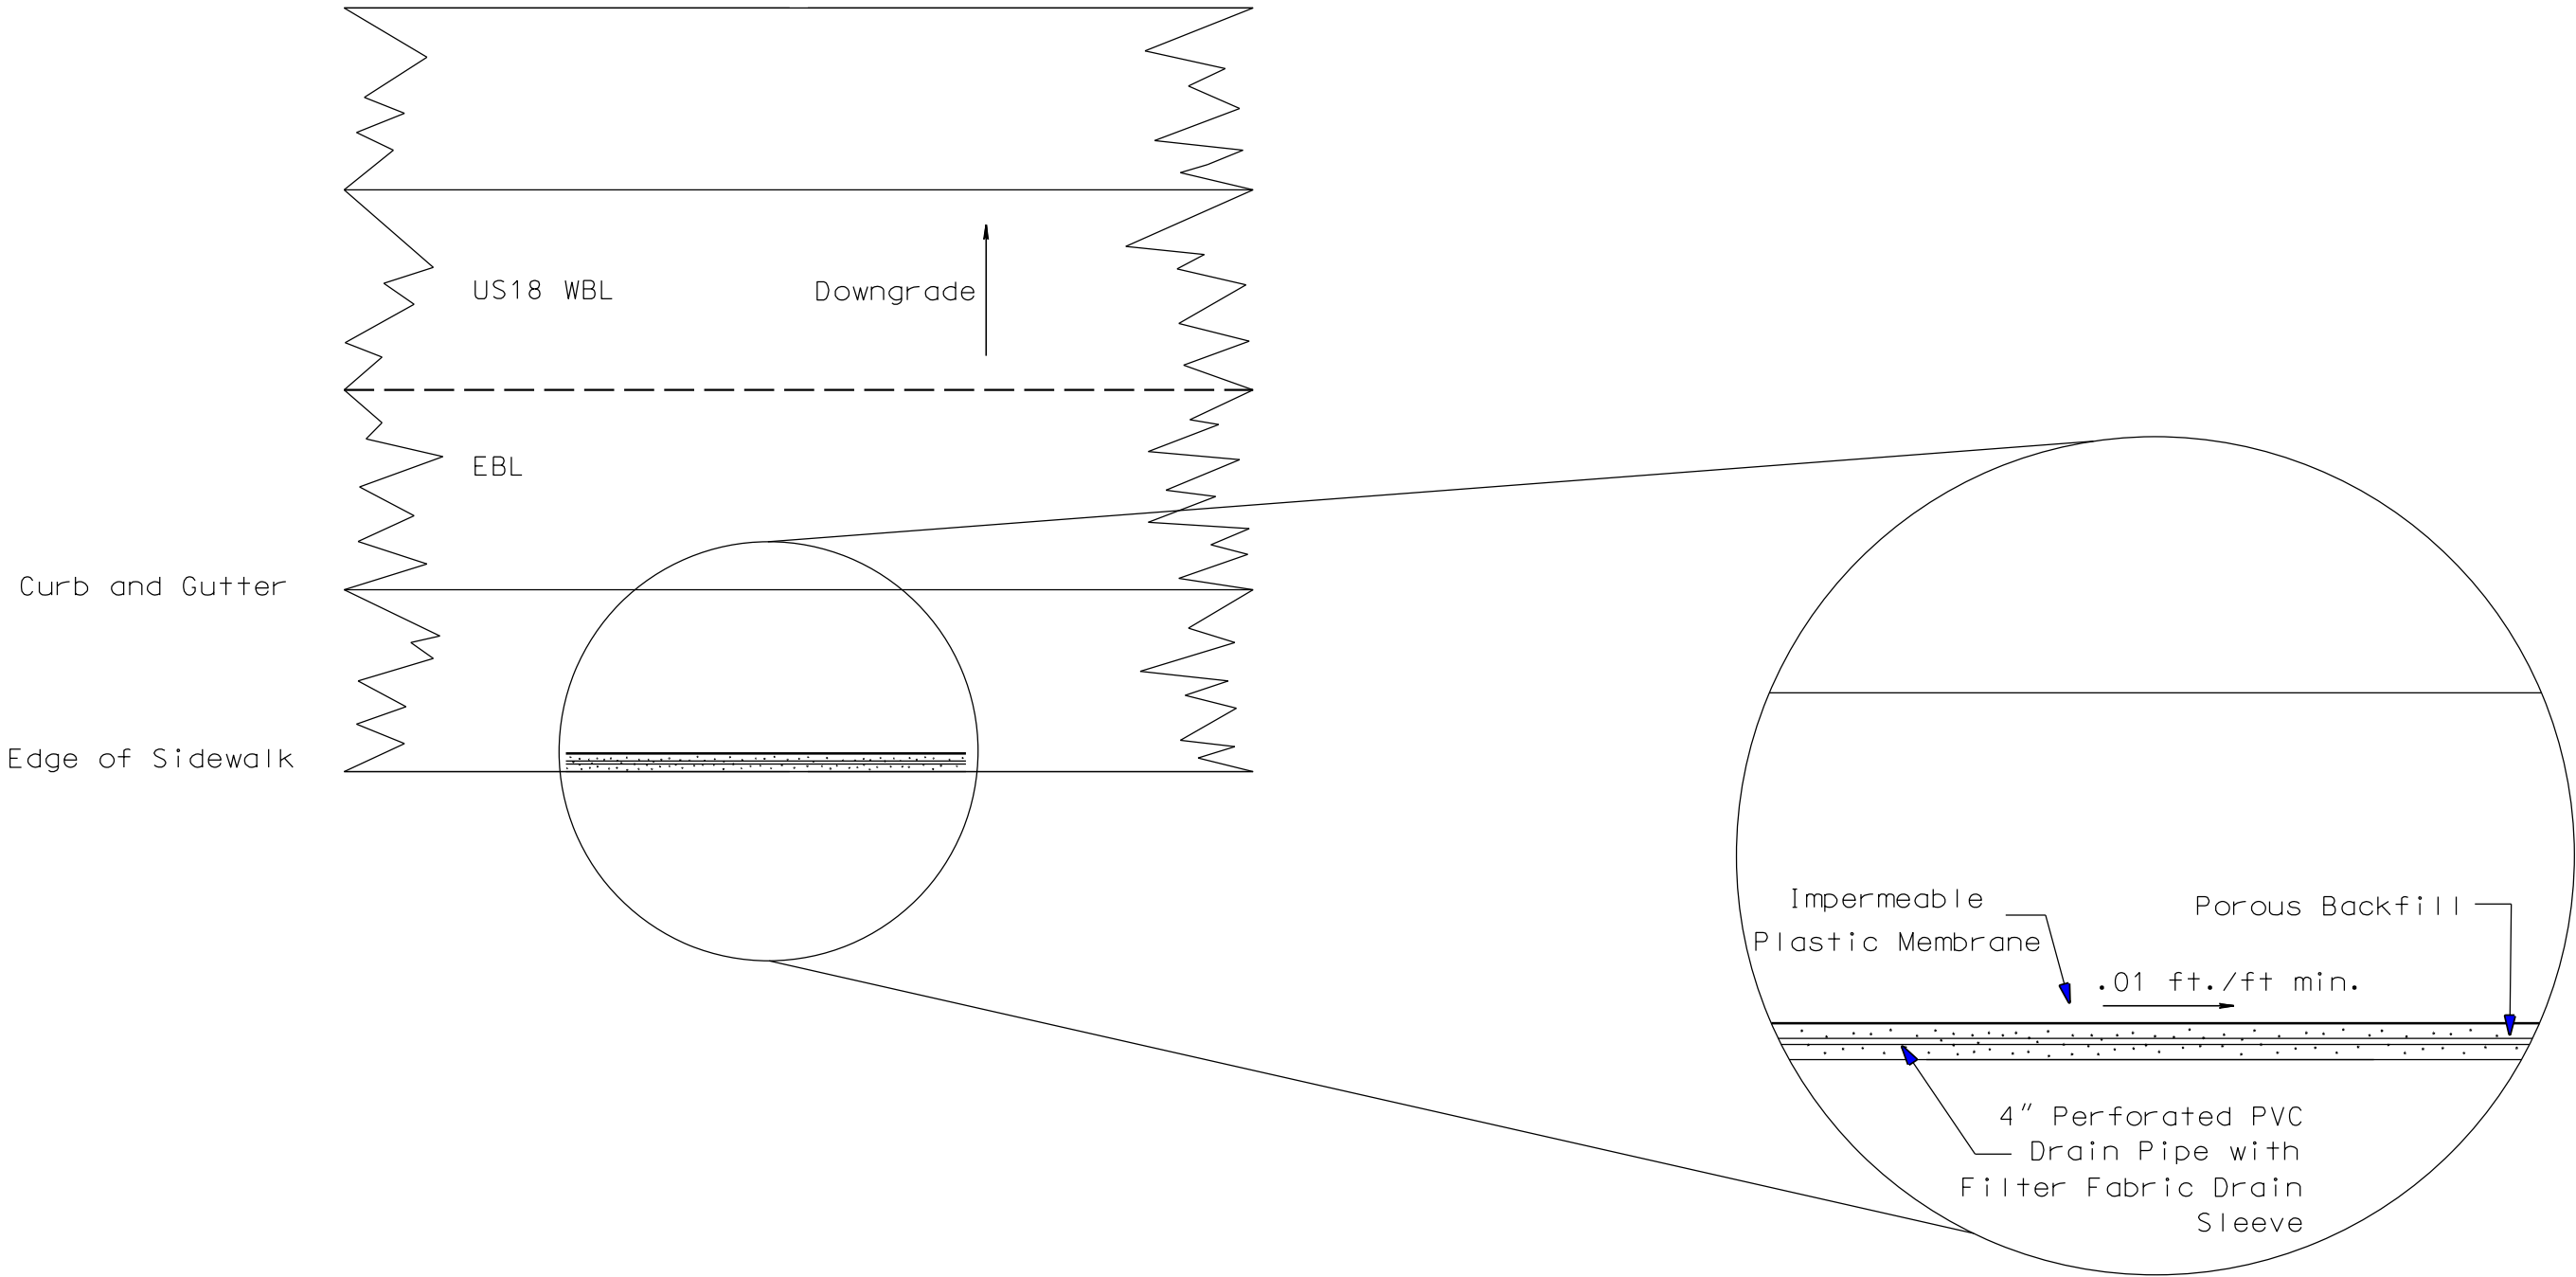 US18 WBL
Downgrade
EBL
Curb and Gutter
Edge of Sidewalk
Impermeable
Plastic Membrane
Porous Backfill
.01 ft./ft min.
4" Perforated PVC
Drain Pipe with
Filter Fabric Drain
Sleeve